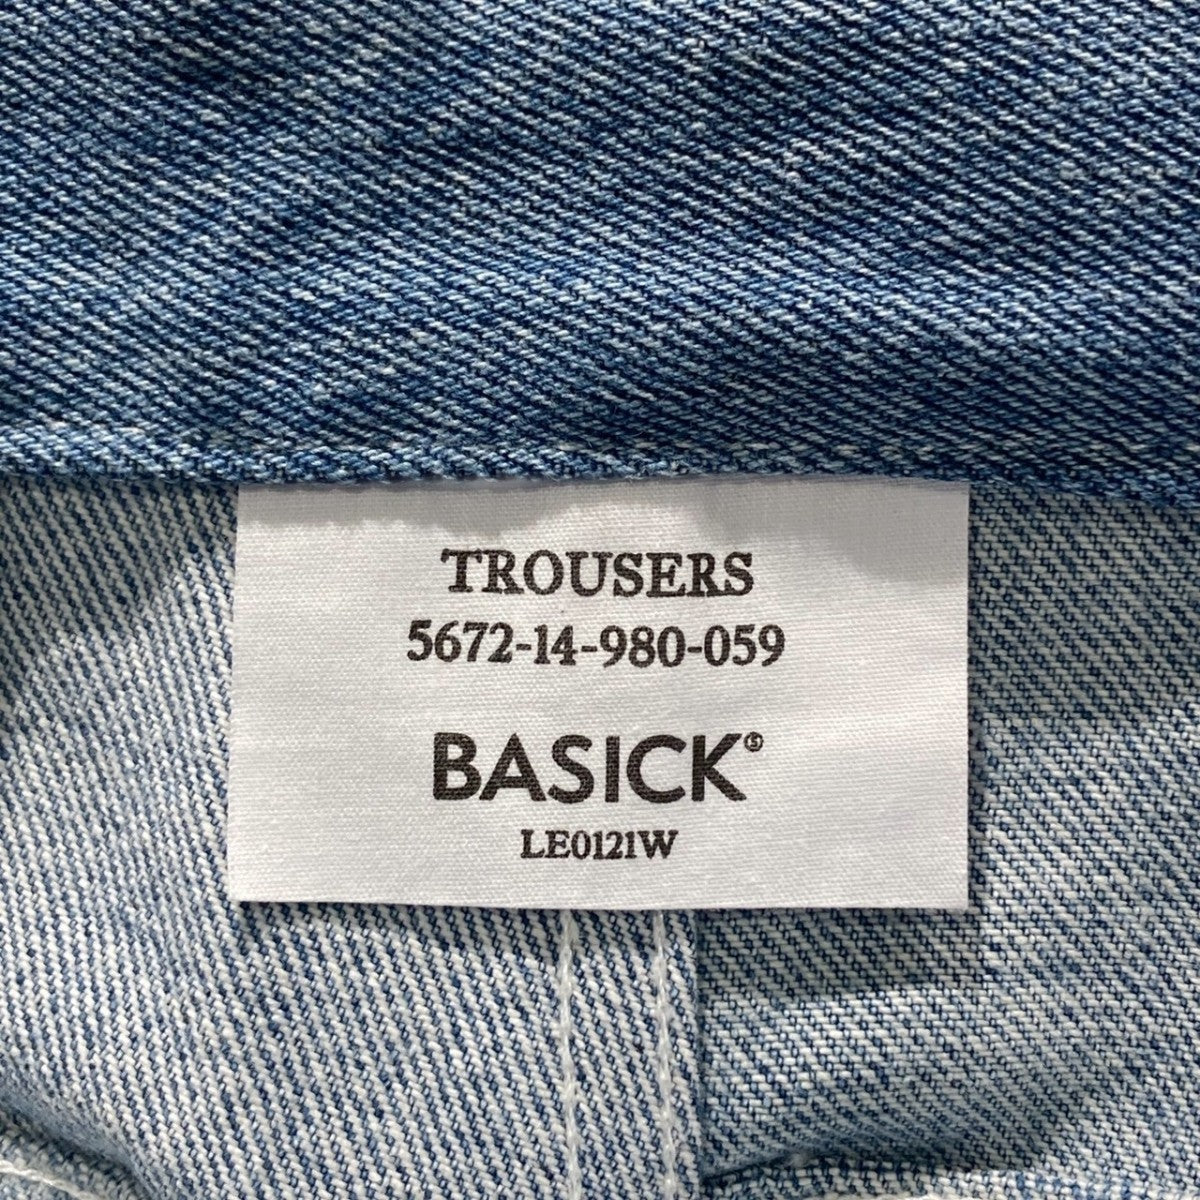 TROUSERS
5672-14-980-059
BASICK
LE0121W